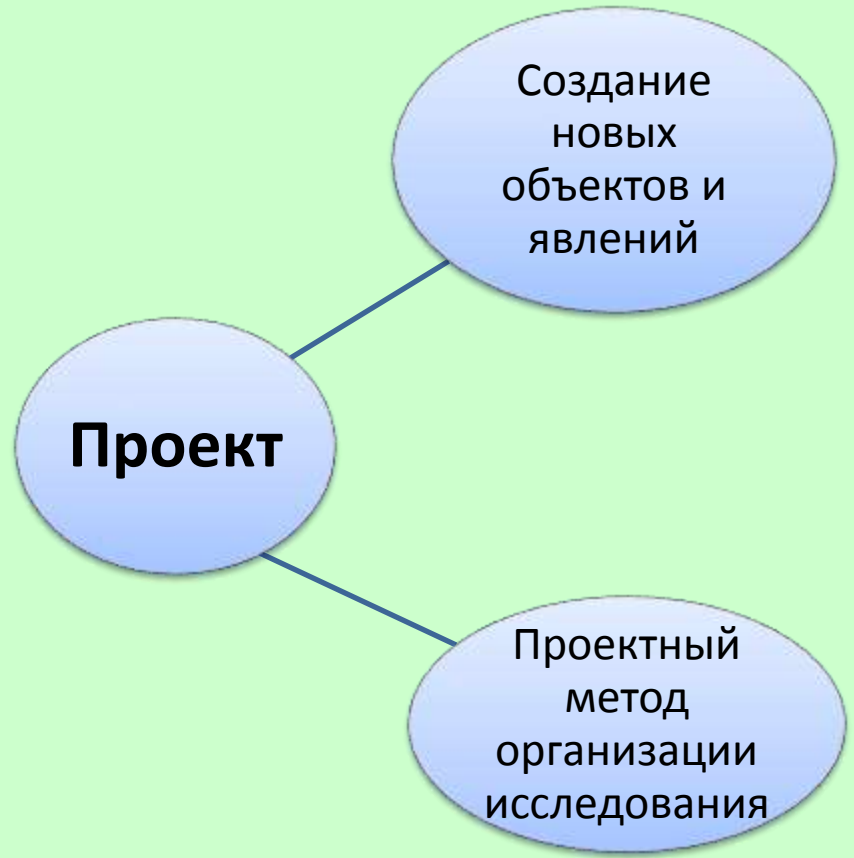 Создание
новых
объектов и
явлений
Проект
Проектный
метод
организации
исследования